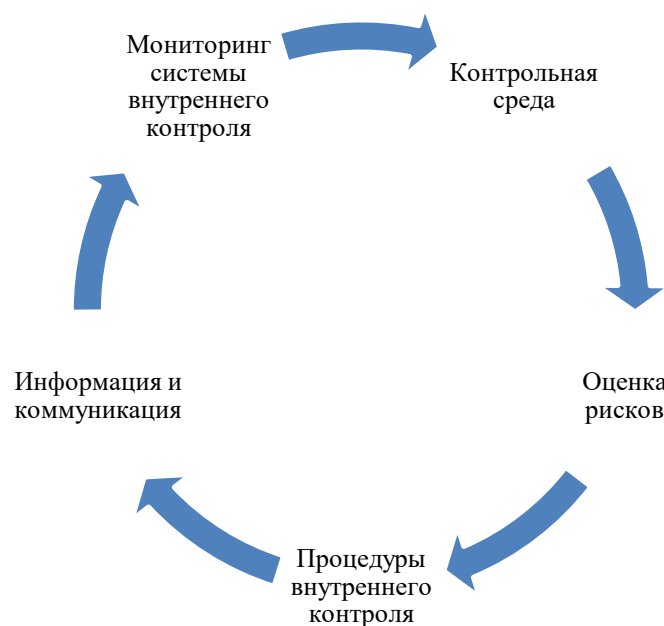 Мониторинг
системы
внутреннего
контроля
Контрольная
среда
Оценка
рисков
Процедуры
внутреннего
контроля
Информация и
коммуникация